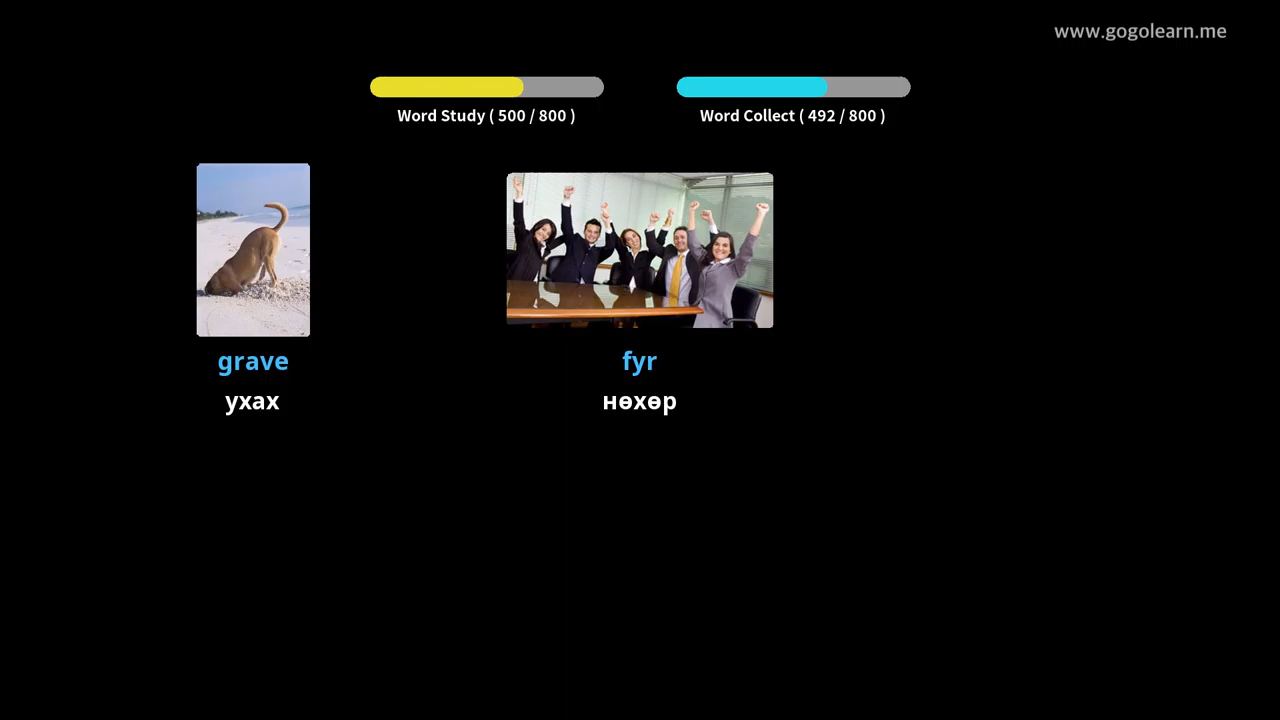 www.gogolearn.me
Word Study ( 500 / 800 )
Word Collect ( 492 / 800 )
grave
ухах
fyr
нөхөр